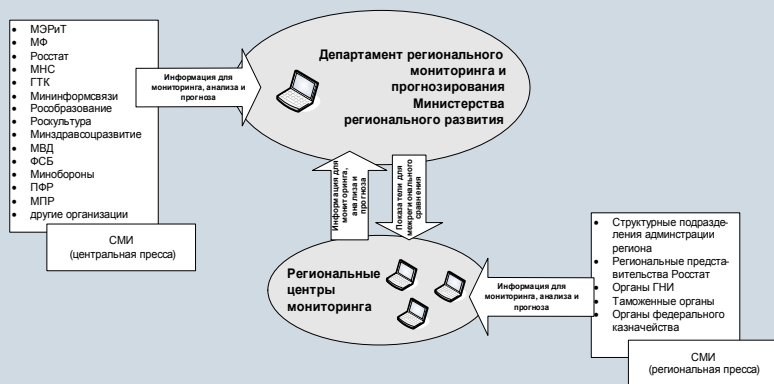 МЭРиТ
МФ
Росстат
МНС
ГТК
Мининформсвязи
Рособразование
Роскультура
Минздравсоцразвитие
МВД
ФСБ
Минобороны
ПФР
МПР
другие организации
СМИ
(центральная пресса)
Информация для
мониторинга, анализа и
прогноза
Департамент регионального
мониторинга и
прогнозирования
Министерства
регионального развития
Информация для
мониторинга,
анализа и
прогноза
Показатели для
межрегионального
сравнения
Региональные
центры
мониторинга
Информация для
мониторинга, анализа и
прогноза
Структурные подразде-
ления админстрации
региона
Региональные предста-
вительства Росстат
Органы ГНИ
Таможенные органы
Органы федерального
казначейства
СМИ
(региональная пресса)